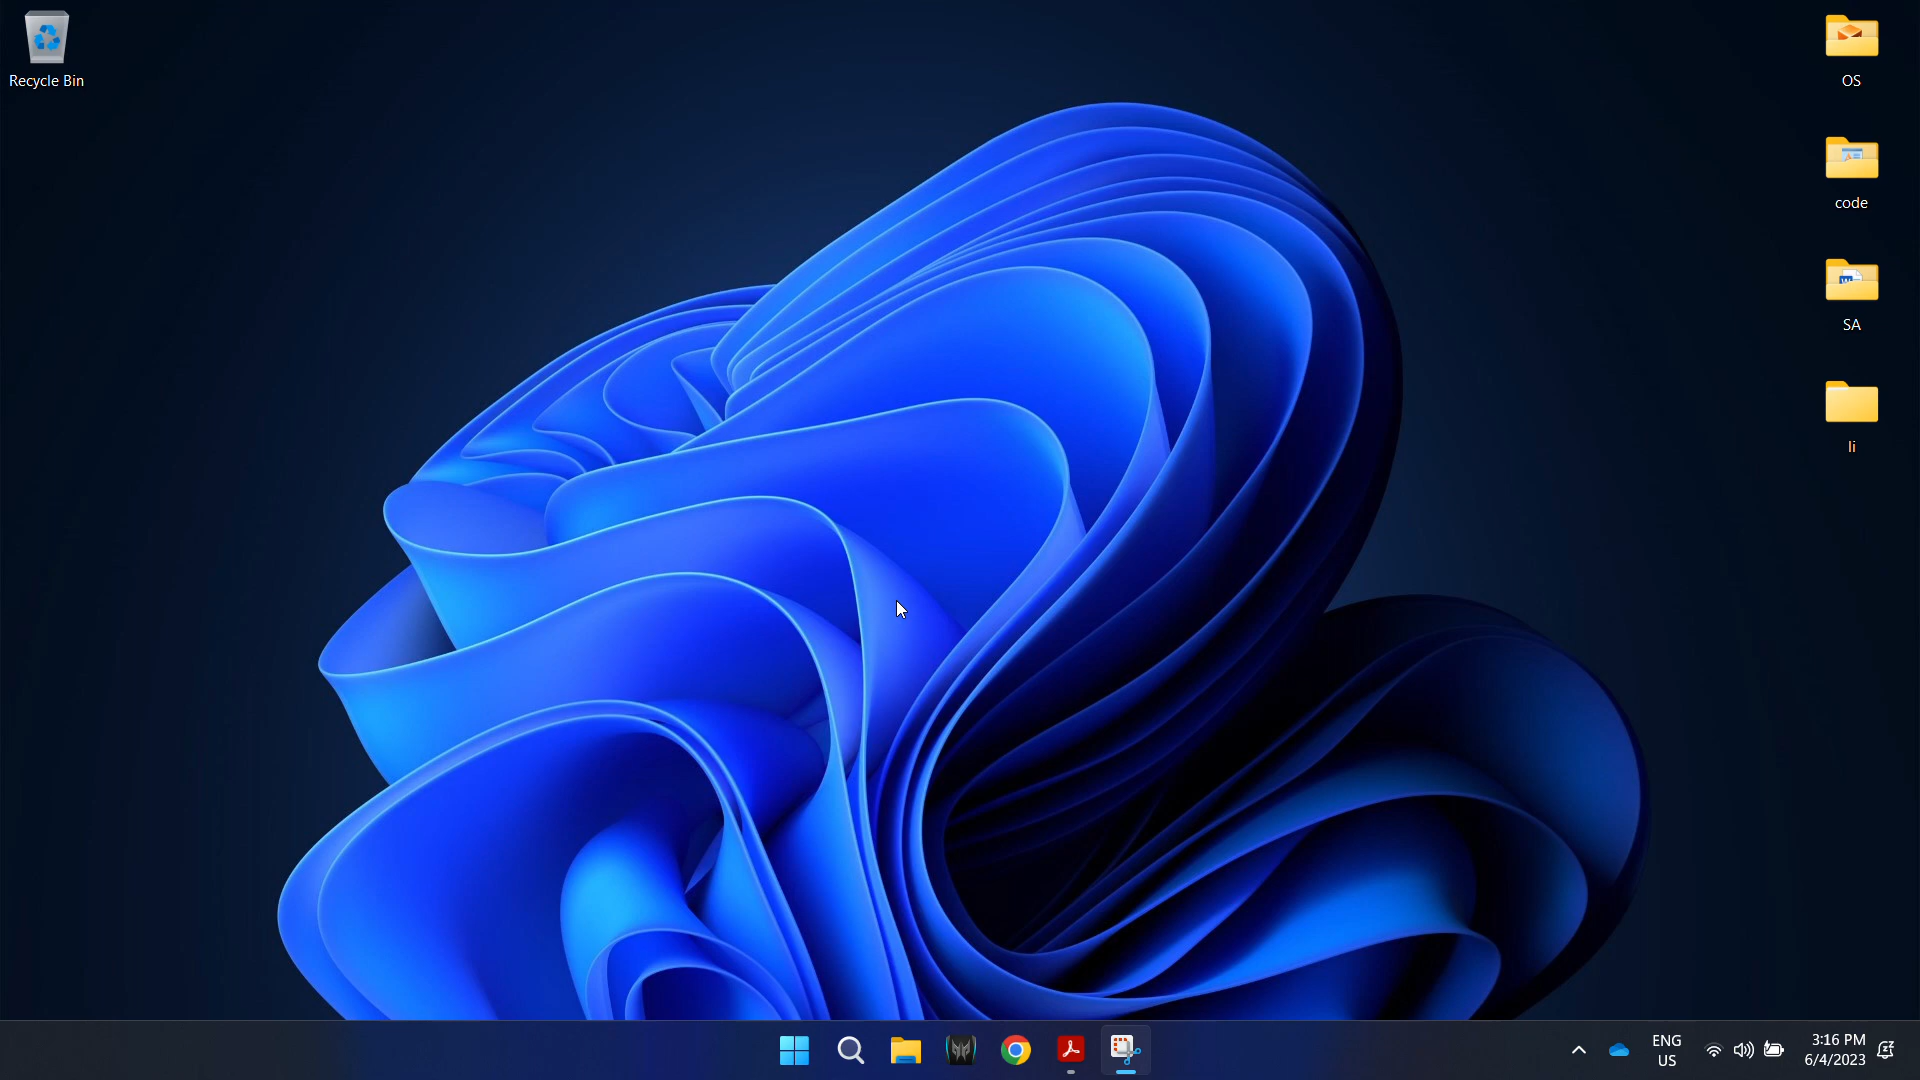 Recycle Bin
OS
code
SA
li
ENG
US
3:16 PM
6/4/2023